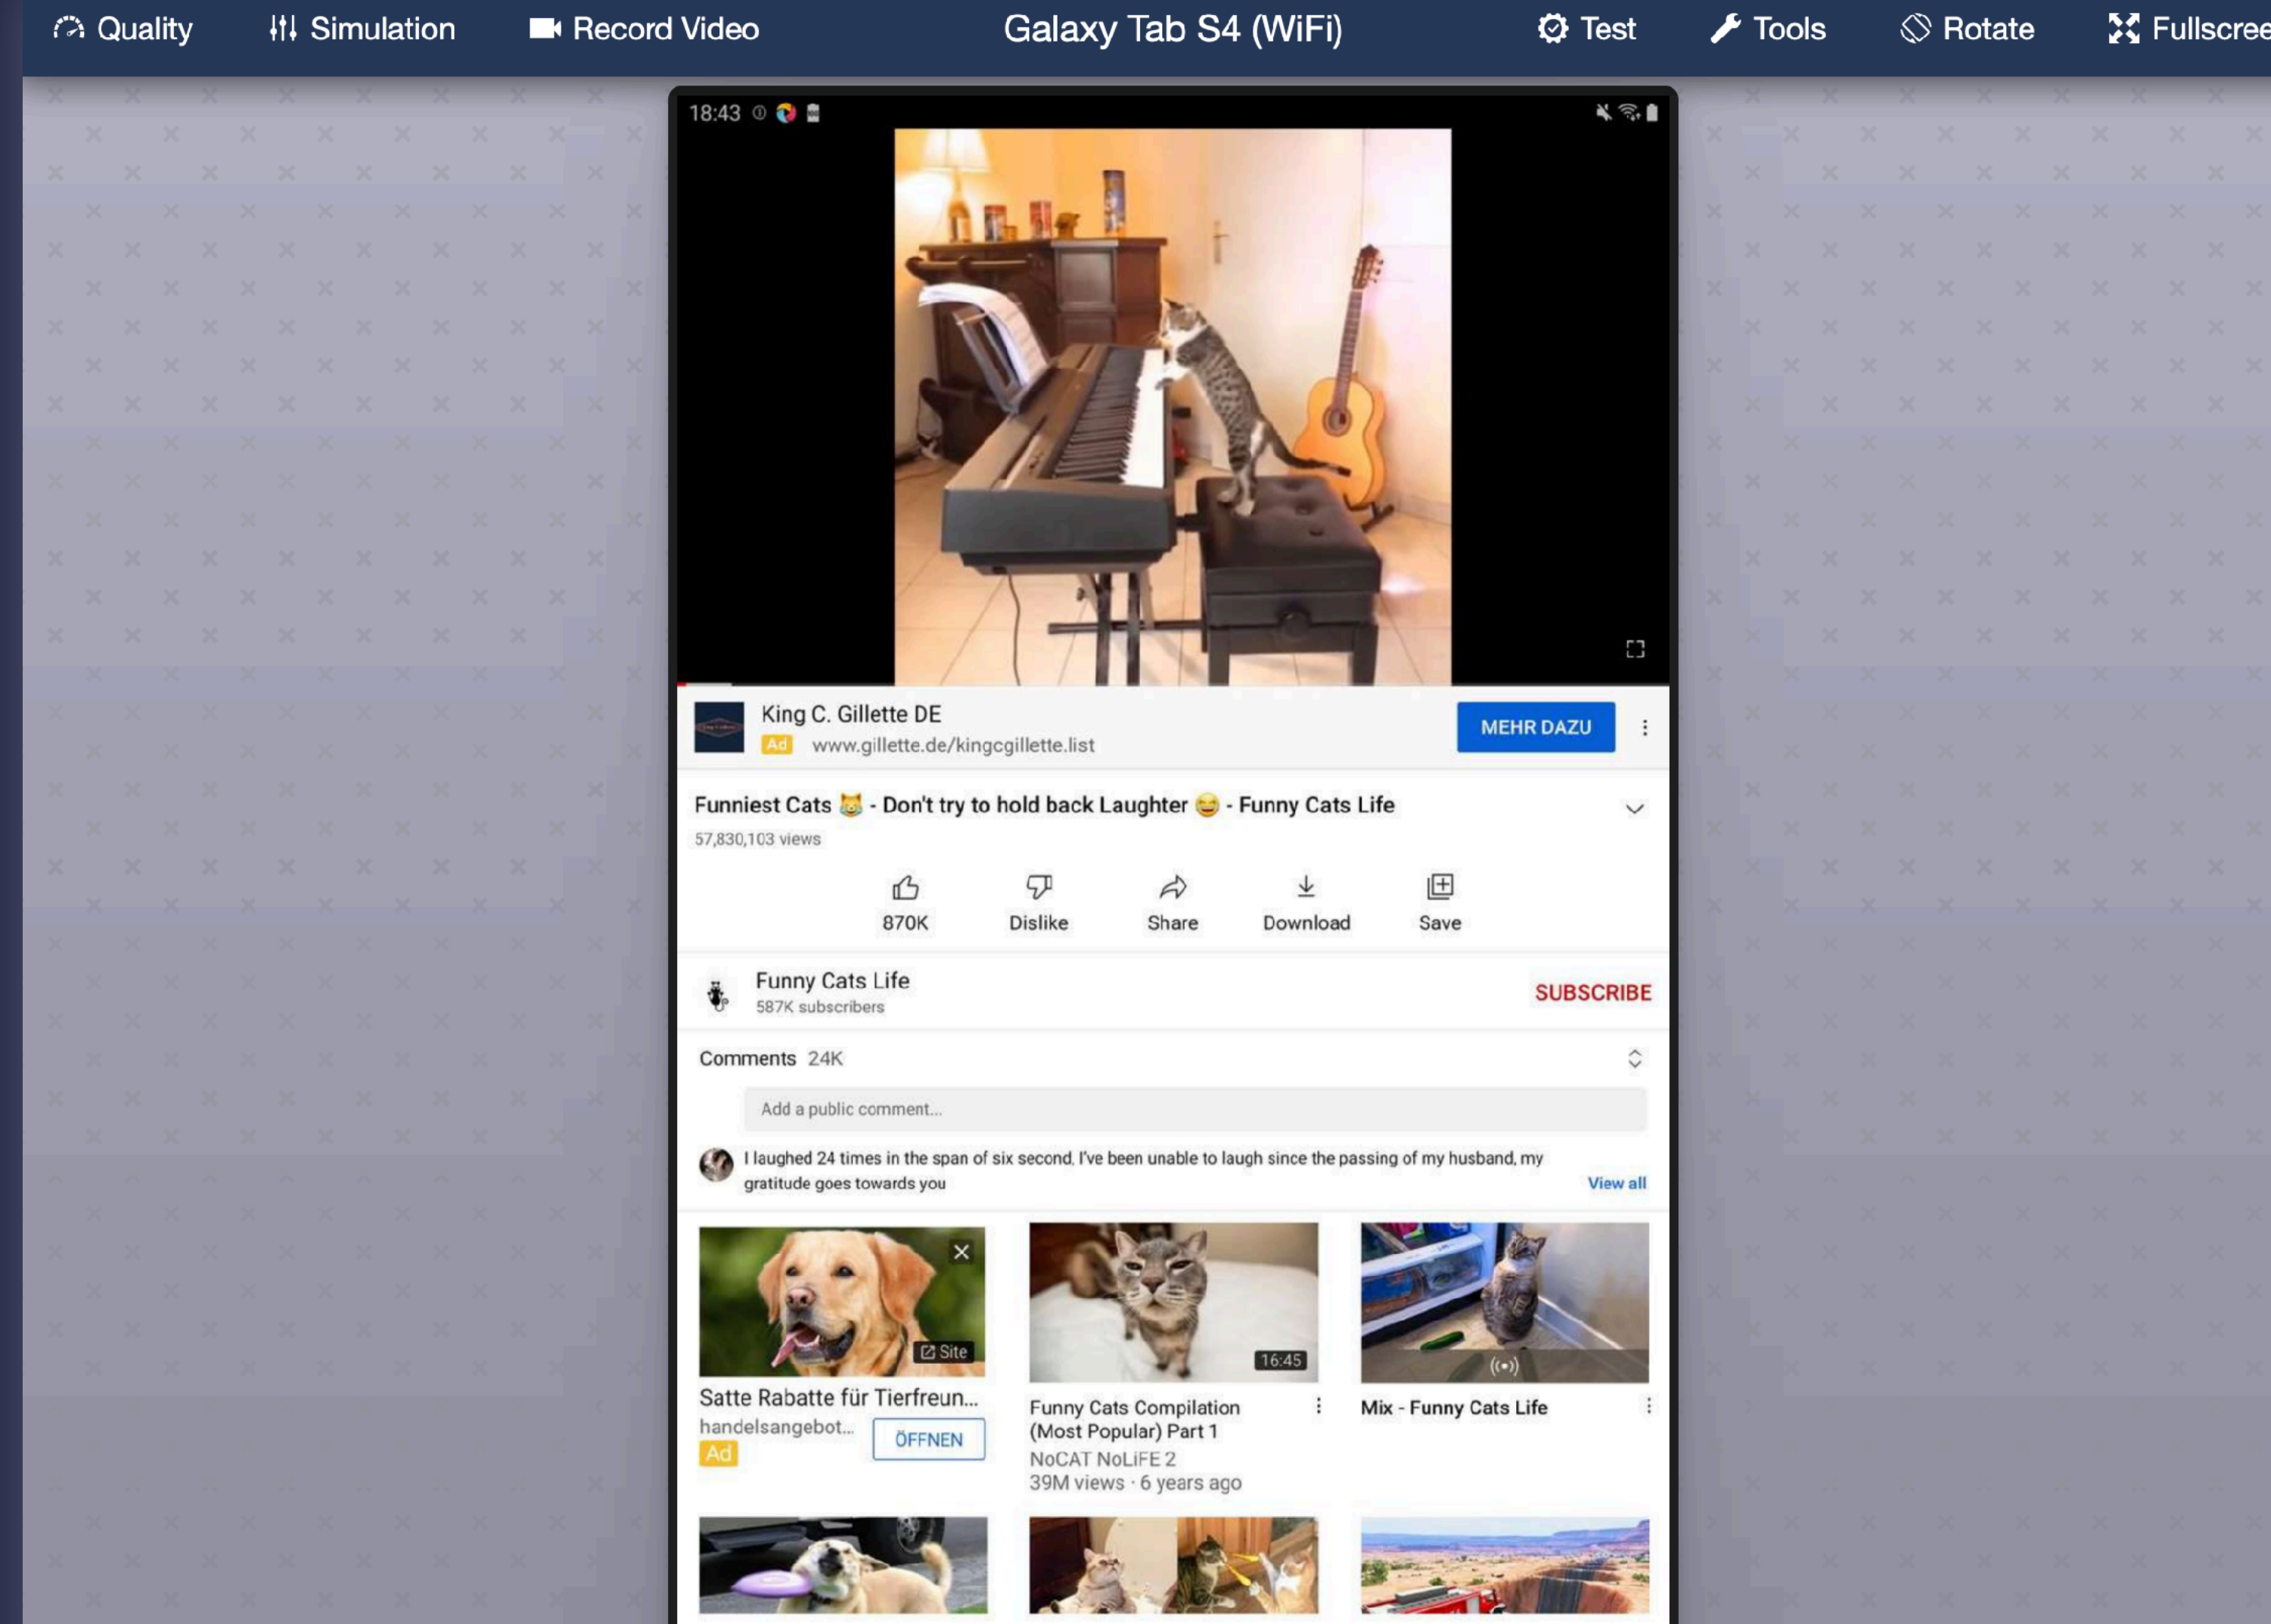 Quality
Simulation
Record Video
Galaxy Tab S4 (WiFi)
Test
Tools
Rotate
Fullscree
18:43
King C. Gillette DE
Ad www.gillette.de/kingcgillette.list
MEHR DAZU
Funniest Cats 😹 - Don't try to hold back Laughter 😂 - Funny Cats Life
57,830,103 views
870K
Dislike
Share
Download
Save
Funny Cats Life
587K subscribers
SUBSCRIBE
Comments 24K
Add a public comment...
I laughed 24 times in the span of six second, I've been unable to laugh since the passing of my husband, my
gratitude goes towards you
View all
Site
Satte Rabatte für Tierfreun...
handelsangebot...
Ad
ÖFFNEN
16:45
Funny Cats Compilation
(Most Popular) Part 1
NoCAT NoLiFE 2
39M views · 6 years ago
Mix - Funny Cats Life